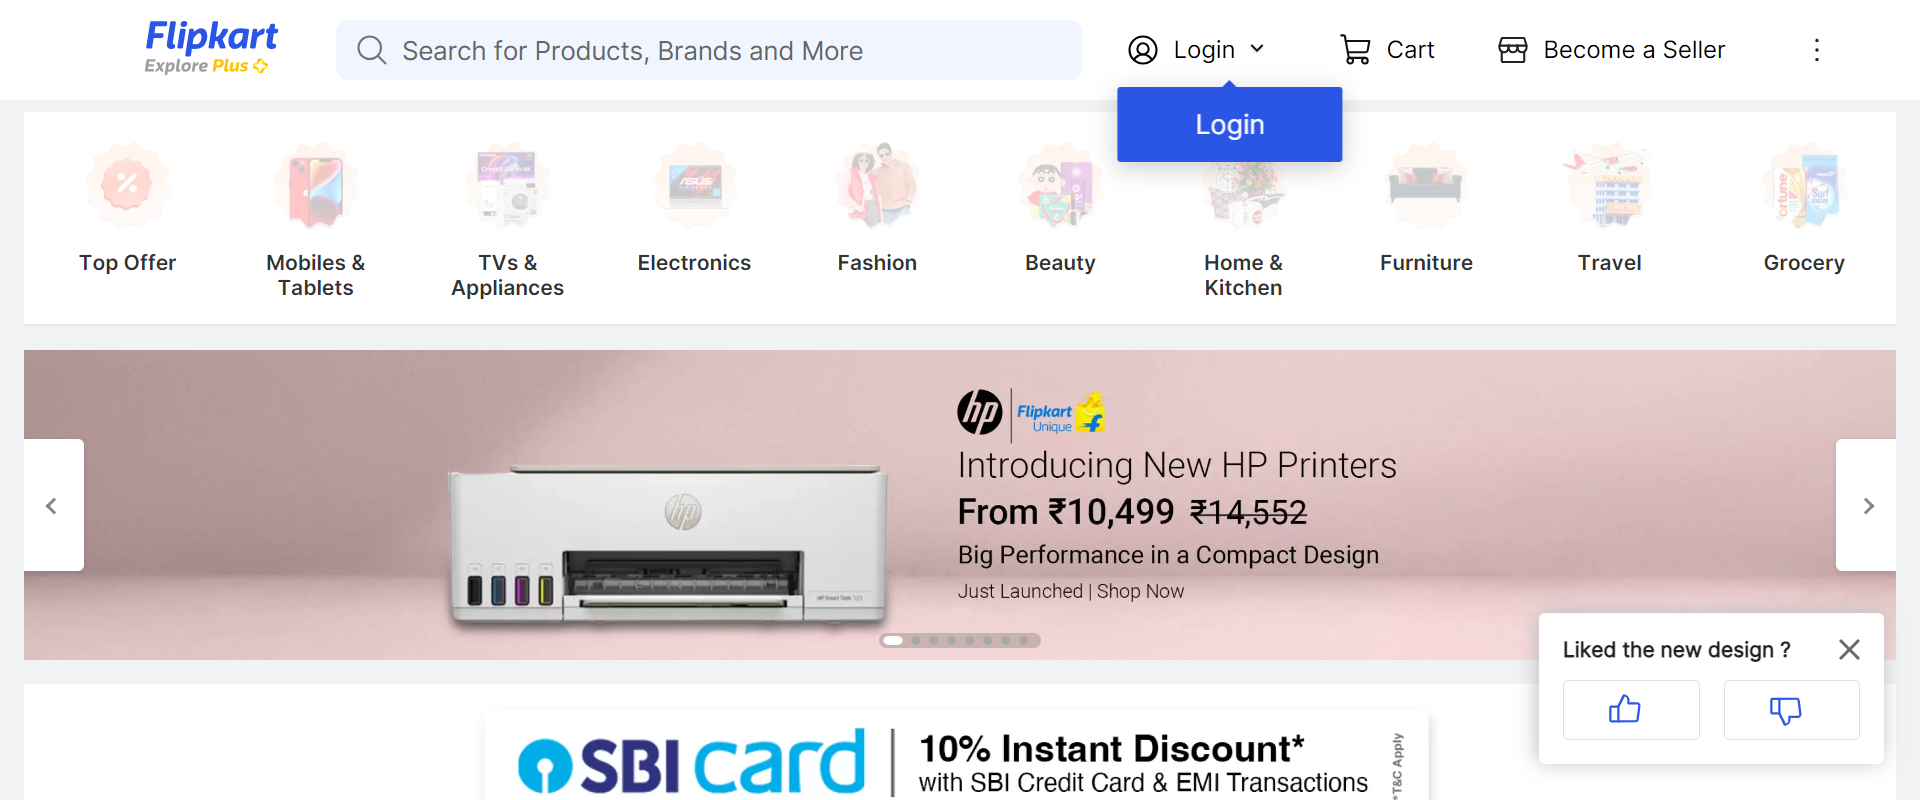 Flipkart
Explore Plus
Search for Products, Brands and More
Login
Cart
Become a Seller
Login
Top Offer
Mobiles & Tablets
TVs & Appliances
Electronics
Fashion
Beauty
Home & Kitchen
Furniture
Travel
Grocery
hp
Flipkart
Unique
Introducing New HP Printers
From ₹10,499 ₹14,552
Big Performance in a Compact Design
Just Launched | Shop Now
hp
Liked the new design ?
SBI card
10% Instant Discount*
with SBI Credit Card & EMI Transactions
*T&C Apply